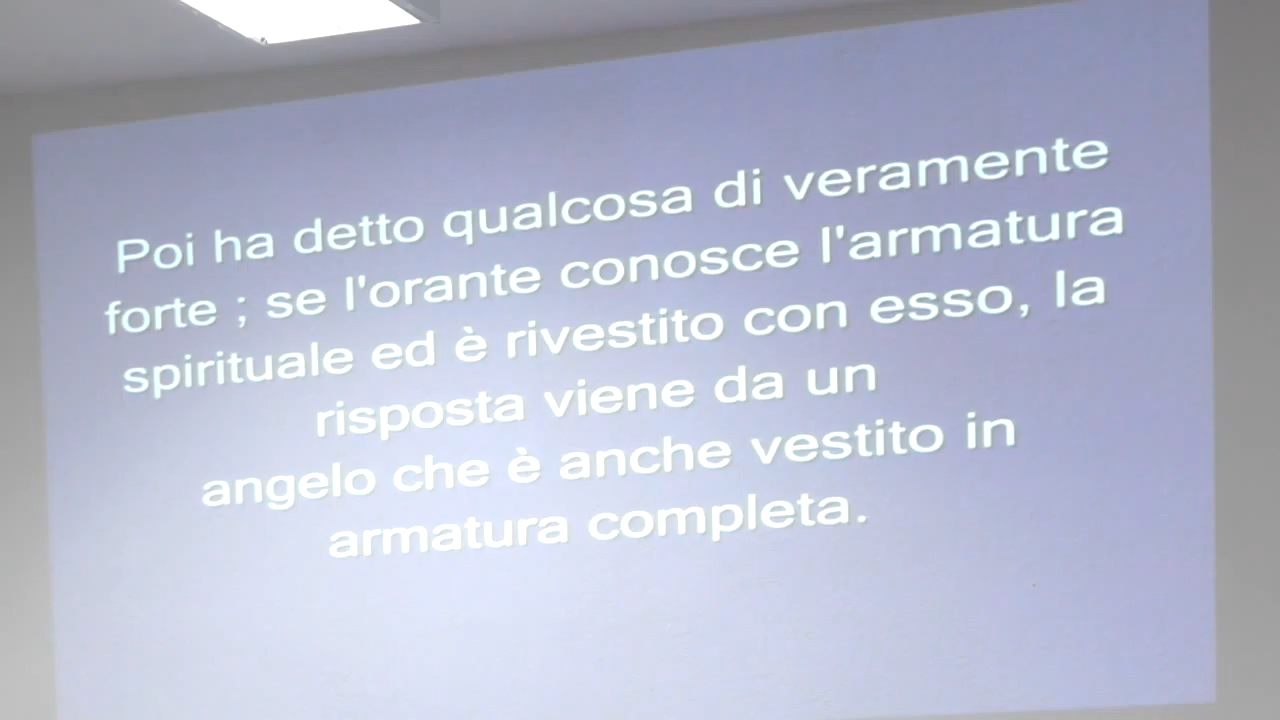 Poi ha detto qualcosa di veramente
forte ; se l'orante conosce l'armatura
spirituale ed è rivestito con esso, la
risposta viene da un
angelo che è anche vestito in
armatura completa.